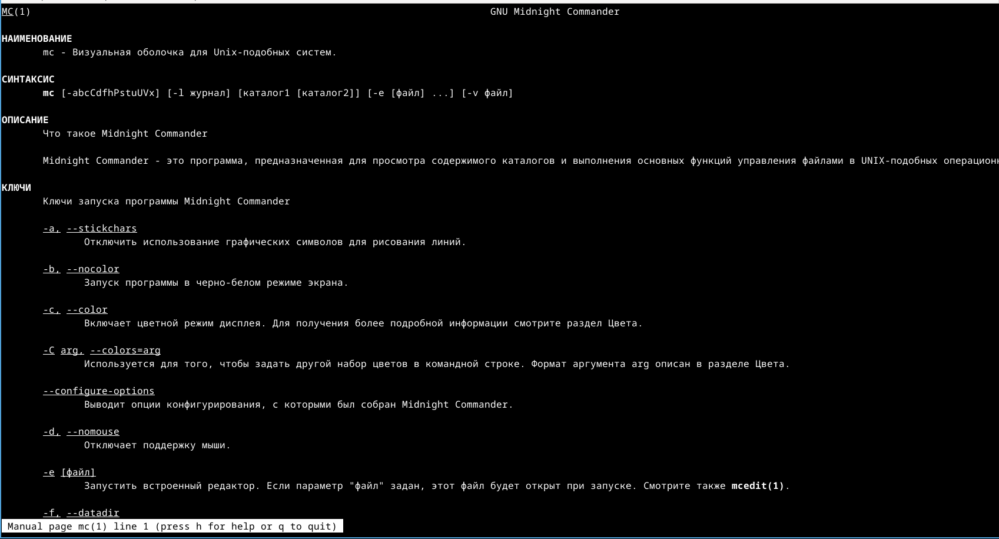 MC(1) GNU Midnight Commander
НАИМЕНОВАНИЕ
mc - Визуальная оболочка для Unix-подобных систем.
СИНТАКСИС
mc [-abcCdfhPstuUVx] [-l журнал] [каталог1 [каталог2]] [-e [файл] ...] [-v файл]
ОПИСАНИЕ
Что такое Midnight Commander
Midnight Commander - это программа, предназначенная для просмотра содержимого каталогов и выполнения основных функций управления файлами в UNIX-подобных
КЛЮЧИ
Ключи запуска программы Midnight Commander
-a, --stickchars
Отключить использование графических символов для рисования линий.
-b, --nocolor
Запуск программы в черно-белом режиме экрана.
-c, --color
Включает цветной режим дисплея. Для получения более подробной информации смотрите раздел Цвета.
-C arg, --colors=arg
Используется для того, чтобы задать другой набор цветов в командной строке. Формат аргумента arg описан в разделе Цвета.
--configure-options
Выводит опции конфигурирования, с которыми был собран Midnight Commander.
-d, --nomouse
Отключает поддержку мыши.
-e [файл]
Запустить встроенный редактор. Если параметр "файл" задан, этот файл будет открыт при запуске. Смотрите также mcedit(1).
-f, --datadir
Manual page mc(1) line 1 (press h for help or q to quit)